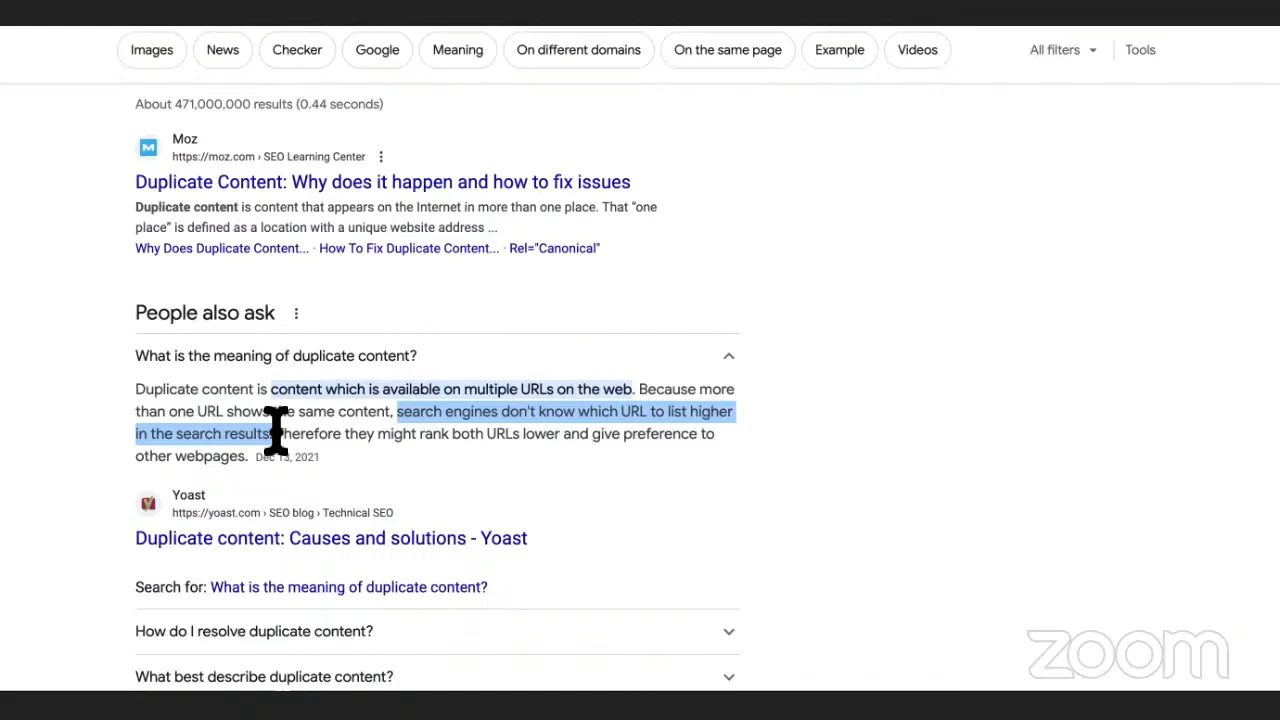 Images News Checker Google Meaning On different domains On the same page Example Videos All filters Tools
About 471,000,000 results (0.44 seconds)
Moz
https://moz.com › SEO Learning Center
Duplicate Content: Why does it happen and how to fix issues
Duplicate content is content that appears on the Internet in more than one place. That “one
place” is defined as a location with a unique website address ...
Why Does Duplicate Content... · How To Fix Duplicate Content... · Rel="Canonical"
People also ask
What is the meaning of duplicate content?
Duplicate content is content which is available on multiple URLs on the web. Because more
than one URL shows same content, search engines don't know which URL to list higher
in the search results. Therefore they might rank both URLs lower and give preference to
other webpages. Dec 13, 2021
Yoast
https://yoast.com › SEO blog › Technical SEO
Duplicate content: Causes and solutions - Yoast
Search for: What is the meaning of duplicate content?
How do I resolve duplicate content?
What best describe duplicate content?
zoom